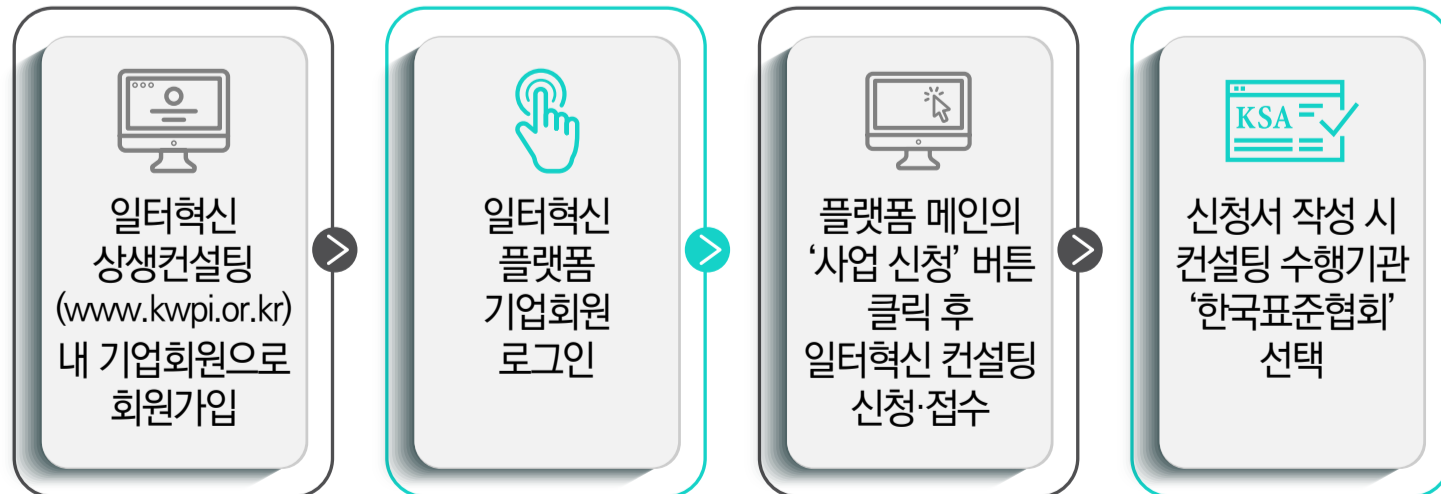 일터혁신
상생컨설팅
(www.kwpi.or.kr)
내 기업회원으로
회원가입
일터혁신
플랫폼
기업회원
로그인
플랫폼 메인의
‘사업 신청’ 버튼
클릭 후
일터혁신 컨설팅
신청·접수
KSA
신청서 작성 시
컨설팅 수행기관
‘한국표준협회’
선택